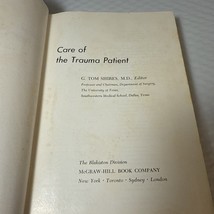 Care of
the Trauma Patient
G. TOM SHIRES, M.D., Editor
Professor and Chairman, Department of Surgery,
The University of Texas
Southwestern Medical School, Dallas, Texas
The Blakiston Division
McGRAW-HILL BOOK COMPANY
New York · Toronto · Sydney · London